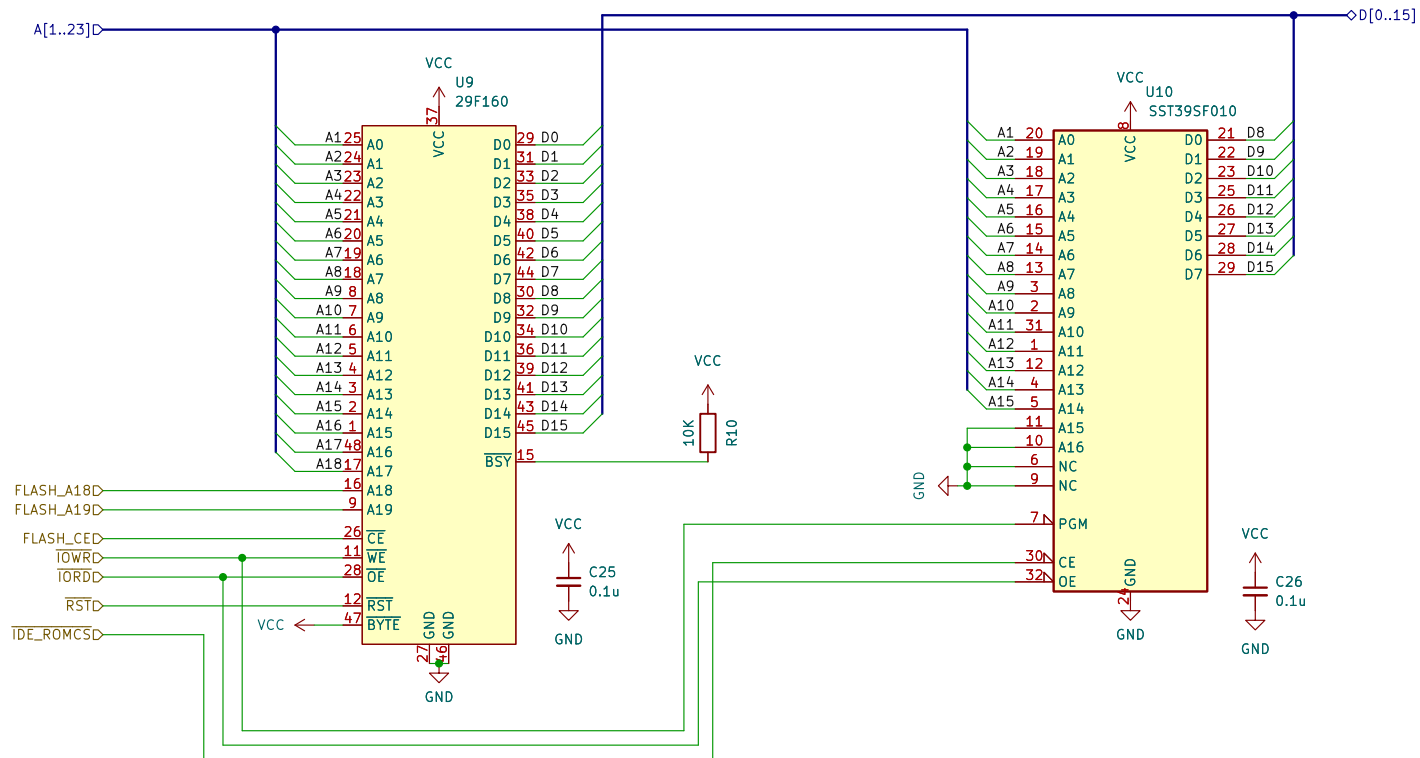 A[1..23]
D[0..15]
VCC
U9
29F160
37
VCC
A1 25 A0
A2 24 A1
A3 23 A2
A4 22 A3
A5 21 A4
A6 20 A5
A7 19 A6
A8 18 A7
A9 8 A8
A10 7 A9
A11 6 A10
A12 5 A11
A13 4 A12
A14 3 A13
A15 2 A14
A16 1 A15
A17 48 A16
A18 17 A17
FLASH_A18 16 A18
FLASH_A19 9 A19
FLASH_CE 26 CE
IOWR 11 WE
IORD 28 OE
RST 12 RST
VCC 47 BYTE
IDE_ROMCS
D0 29 D0
D1 31 D1
D2 33 D2
D3 35 D3
D4 38 D4
D5 40 D5
D6 42 D6
D7 44 D7
D8 30 D8
D9 32 D9
D10 34 D10
D11 36 D11
D12 39 D12
D13 41 D13
D14 43 D14
D15 45 D15
BSY 15
GND GND
27 46
GND
VCC
10K R10
VCC
C25
0.1u
GND
VCC
U10
SST39SF010
8
VCC
A1 20 A0
A2 19 A1
A3 18 A2
A4 17 A3
A5 16 A4
A6 15 A5
A7 14 A6
A8 13 A7
A9 3 A8
A10 2 A9
A11 31 A10
A12 1 A11
A13 12 A12
A14 4 A13
A15 5 A14
11 A15
10 A16
6 NC
GND 9 NC
7 PGM
30 CE
32 OE
D0 21 D8
D1 22 D9
D2 23 D10
D3 25 D11
D4 26 D12
D5 27 D13
D6 28 D14
D7 29 D15
GND
24
GND
VCC
C26
0.1u
GND